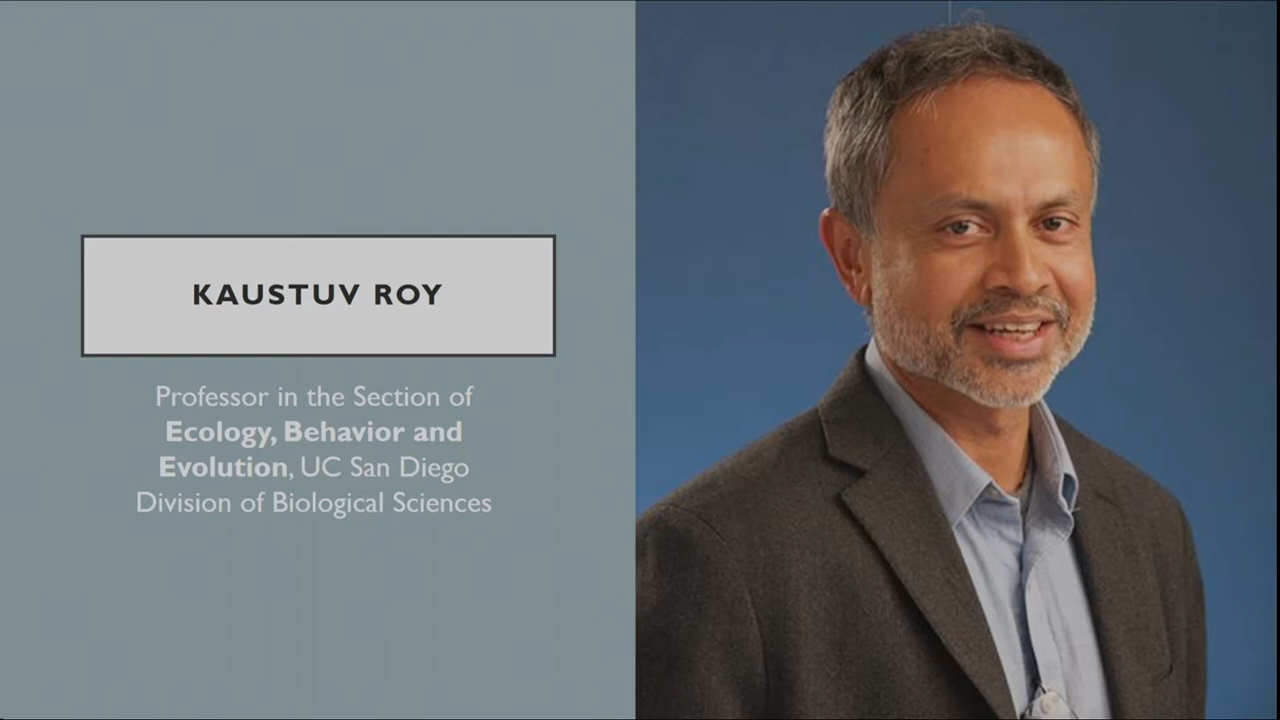 KAUSTUV ROY
Professor in the Section of
Ecology, Behavior and
Evolution, UC San Diego
Division of Biological Sciences